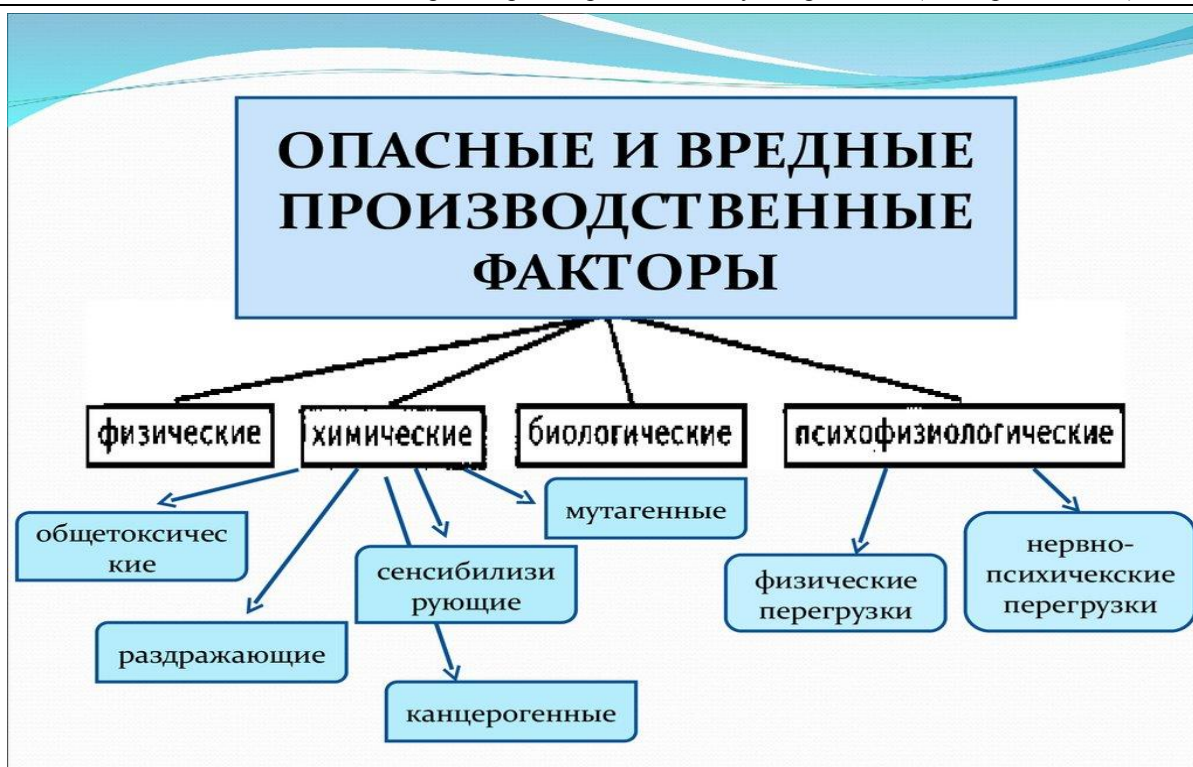 ОПАСНЫЕ И ВРЕДНЫЕ
ПРОИЗВОДСТВЕННЫЕ
ФАКТОРЫ
физические
химические
биологические
психофизиологические
общетоксичес
кие
раздражающие
сенсибилизи
рующие
канцерогенные
мутагенные
физические
перегрузки
нервно-
психичекские
перегрузки